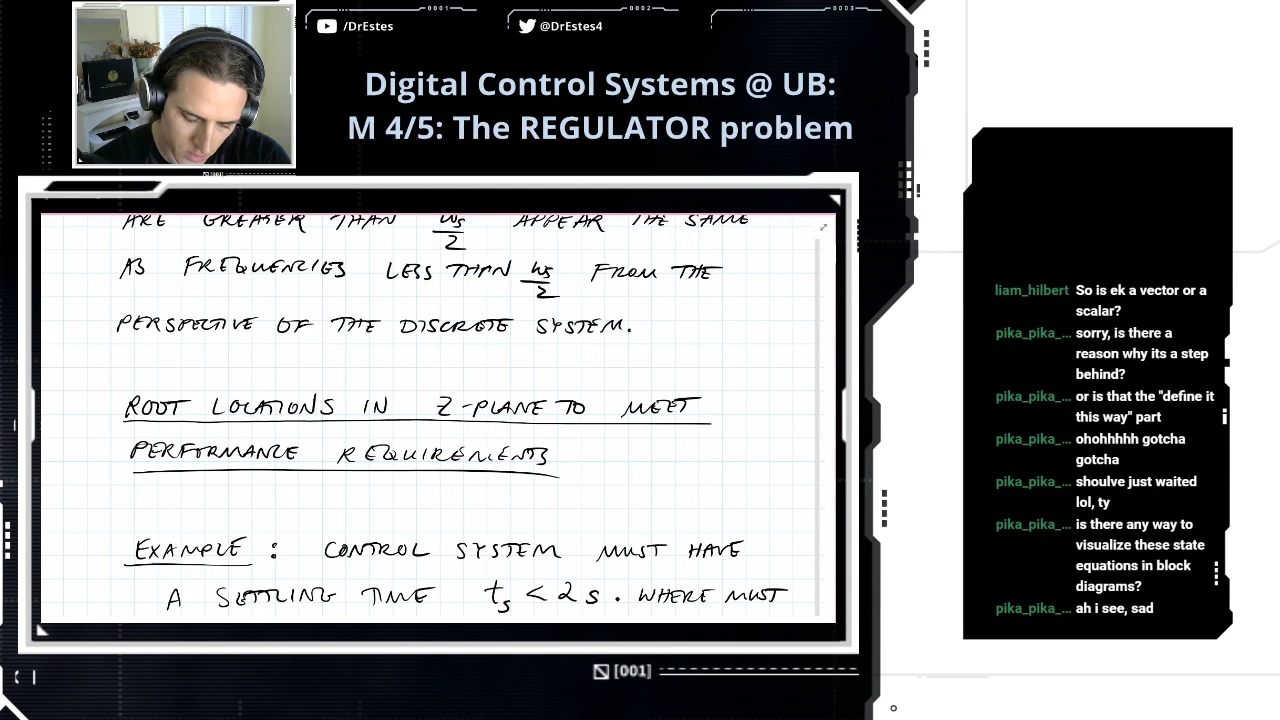 0001
0002
0003
/DrEstes
@DrEstes4
Digital Control Systems @ UB:
M 4/5: The REGULATOR problem
[001]
ARE GREATER THAN ωs/2 APPEAR THE SAME
AS FREQUENCIES LESS THAN ωs/2 FROM THE
PERSPECTIVE OF THE DISCRETE SYSTEM.
ROOT LOCATIONS IN Z-PLANE TO MEET
PERFORMANCE REQUIREMENTS
EXAMPLE : CONTROL SYSTEM MUST HAVE
A SETTLING TIME ts < 2s. WHERE MUST
[001]
liam_hilbert So is ek a vector or a
scalar?
pika_pika_... sorry, is there a
reason why its a step
behind?
pika_pika_... or is that the "define it
this way" part
pika_pika_... ohohhhhh gotcha
gotcha
pika_pika_... shoulve just waited
lol, ty
pika_pika_... is there any way to
visualize these state
equations in block
diagrams?
pika_pika_... ah i see, sad